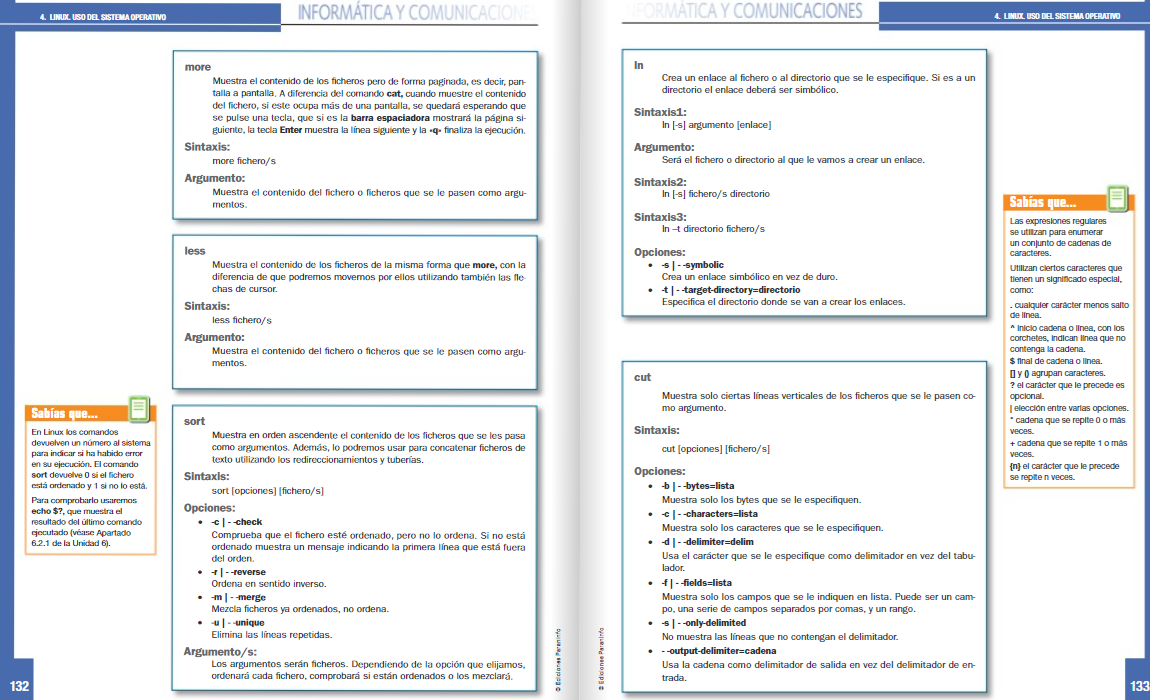 4. LINUX. USO DEL SISTEMA OPERATIVO
INFORMÁTICA Y COMUNICACIONES
more
Muestra el contenido de los ficheros pero de forma paginada, es decir, pan-
talla a pantalla. A diferencia del comando cat, cuando muestre el contenido
del fichero, si este ocupa más de una pantalla, se quedará esperando que
se pulse una tecla, que si es la barra espaciadora mostrará la página si-
guiente, la tecla Enter muestra la línea siguiente y la «q» finaliza la ejecución.
Sintaxis:
more fichero/s
Argumento:
Muestra el contenido del fichero o ficheros que se le pasen como argu-
mentos.
less
Muestra el contenido de los ficheros de la misma forma que more, con la
diferencia de que podremos movernos por ellos utilizando también las fle-
chas de cursor.
Sintaxis:
less fichero/s
Argumento:
Muestra el contenido del fichero o ficheros que se le pasen como argu-
mentos.
Sabías que...
En Linux los comandos
devuelven un número al sistema
para indicar si ha habido error
en su ejecución. El comando
sort devuelve 0 si el fichero
está ordenado y 1 si no lo está.
Para comprobarlo usaremos
echo $?, que muestra el
resultado del último comando
ejecutado (véase Apartado
6.2.1 de la Unidad 6).
sort
Muestra en orden ascendente el contenido de los ficheros que se les pasa
como argumentos. Además, lo podremos usar para concatenar ficheros de
texto utilizando los redireccionamientos y tuberías.
Sintaxis:
sort [opciones] [fichero/s]
Opciones:
• -c | - -check
Comprueba que el fichero esté ordenado, pero no lo ordena. Si no está
ordenado muestra un mensaje indicando la primera línea que está fuera
del orden.
• -r | - -reverse
Ordena en sentido inverso.
• -m | - -merge
Mezcla ficheros ya ordenados, no ordena.
• -u | - -unique
Elimina las líneas repetidas.
Argumento/s:
Los argumentos serán ficheros. Dependiendo de la opción que elijamos,
ordenará cada fichero, comprobará si están ordenados o los mezclará.
© Ediciones Paraninfo
132
INFORMÁTICA Y COMUNICACIONES
4. LINUX. USO DEL SISTEMA OPERATIVO
ln
Crea un enlace al fichero o al directorio que se le especifique. Si es a un
directorio el enlace deberá ser simbólico.
Sintaxis1:
ln [-s] argumento [enlace]
Argumento:
Será el fichero o directorio al que le vamos a crear un enlace.
Sintaxis2:
ln [-s] fichero/s directorio
Sintaxis3:
ln –t directorio fichero/s
Opciones:
• -s | - -symbolic
Crea un enlace simbólico en vez de duro.
• -t | - -target-directory=directorio
Especifica el directorio donde se van a crear los enlaces.
cut
Muestra solo ciertas líneas verticales de los ficheros que se le pasen co-
mo argumento.
Sintaxis:
cut [opciones] [fichero/s]
Opciones:
• -b | - -bytes=lista
Muestra solo los bytes que se le especifiquen.
• -c | - -characters=lista
Muestra solo los caracteres que se le especifiquen.
• -d | - -delimiter=delim
Usa el carácter que se le especifique como delimitador en vez del tabu-
lador.
• -f | - -fields=lista
Muestra solo los campos que se le indiquen en lista. Puede ser un cam-
po, una serie de campos separados por comas, y un rango.
• -s | - -only-delimited
No muestra las líneas que no contengan el delimitador.
• - -output-delimiter=cadena
Usa la cadena como delimitador de salida en vez del delimitador de en-
trada.
Sabías que...
Las expresiones regulares
se utilizan para enumerar
un conjunto de cadenas de
caracteres.
Utilizan ciertos caracteres que
tienen un significado especial,
como:
. cualquier carácter menos salto
de línea.
^ inicio cadena o línea, con los
corchetes, indican línea que no
contenga la cadena.
$ final de cadena o línea.
[] y () agrupan caracteres.
? el carácter que le precede es
opcional.
| elección entre varias opciones.
* cadena que se repite 0 o más
veces.
+ cadena que se repite 1 o más
veces.
{n} el carácter que le precede
se repite n veces.
© Ediciones Paraninfo
133